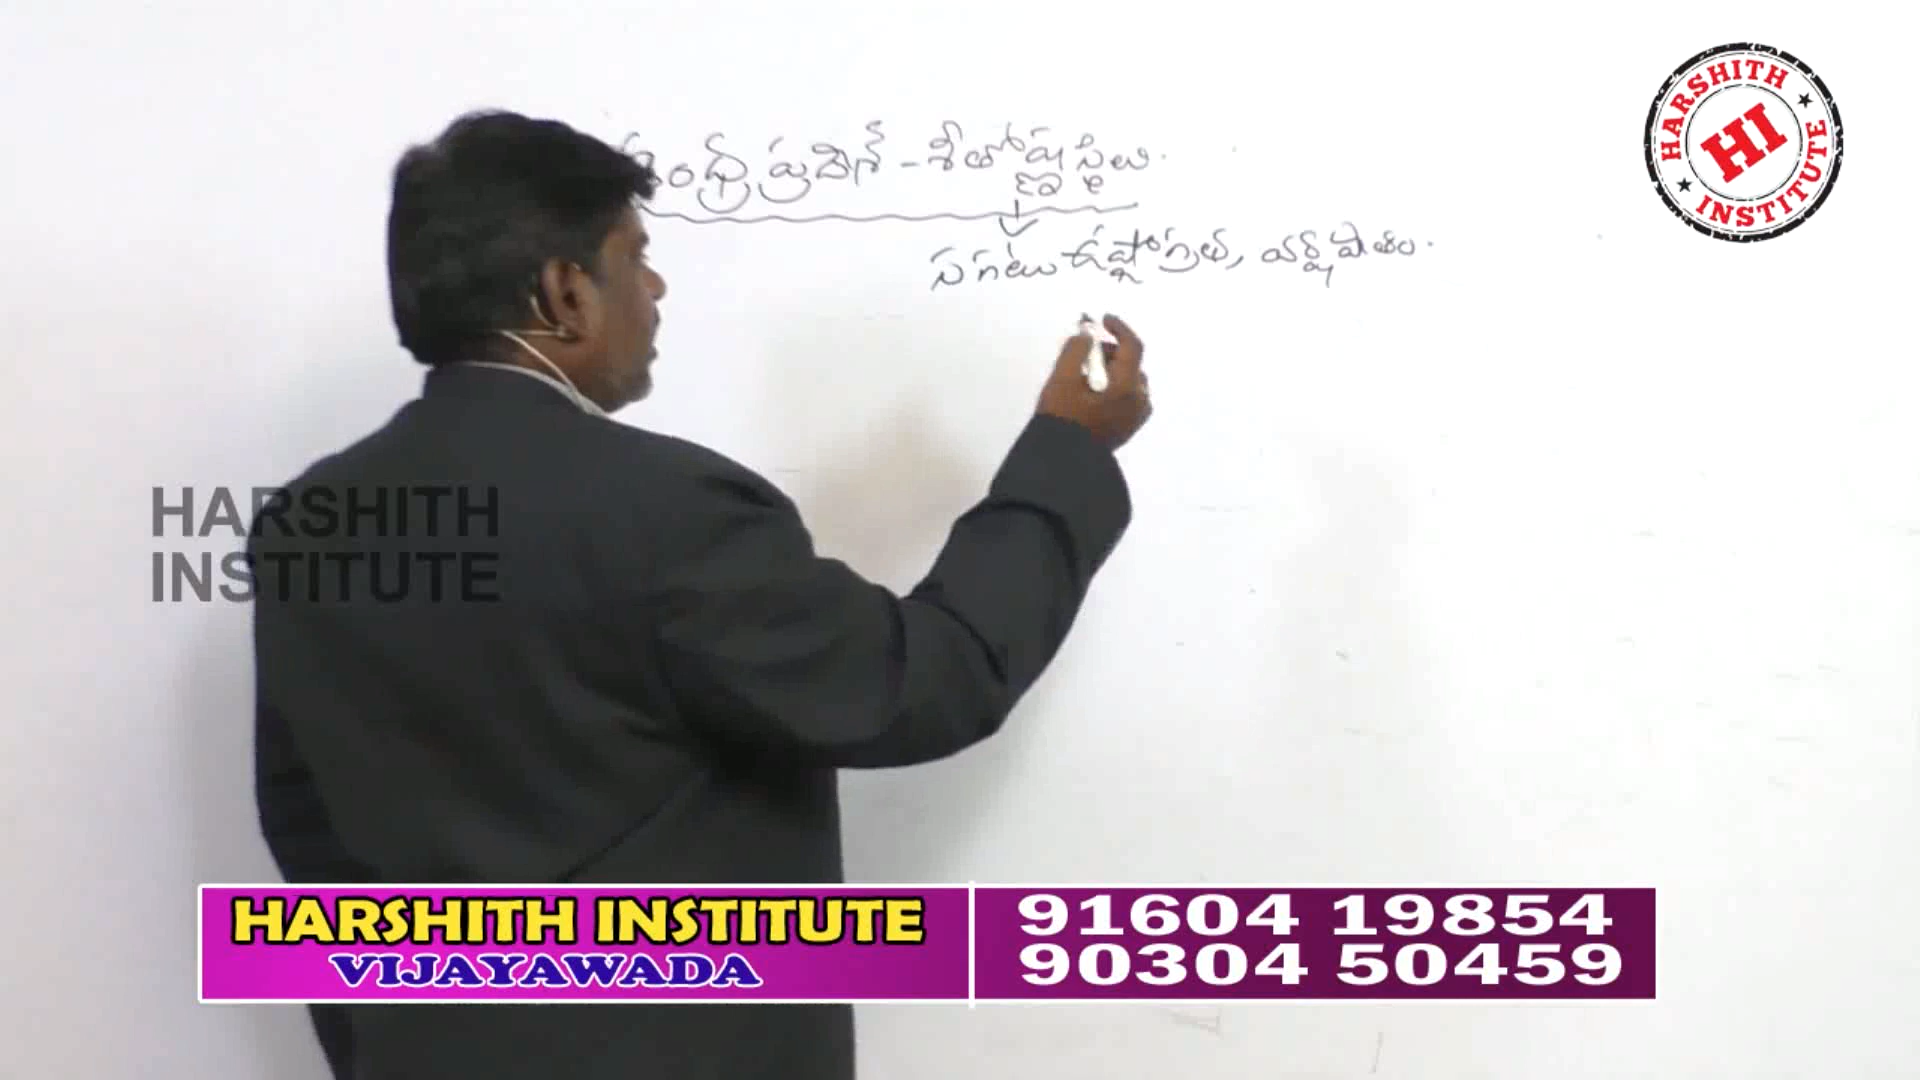 ఆంధ్రప్రదేశ్ - శీతోష్ణస్థితులు.
సగటు ఉష్ణోగ్రత, వర్షపాతం.
HARSHITH
HI
INSTITUTE
HARSHITH
INSTITUTE
HARSHITH INSTITUTE
VIJAYAWADA
91604 19854
90304 50459